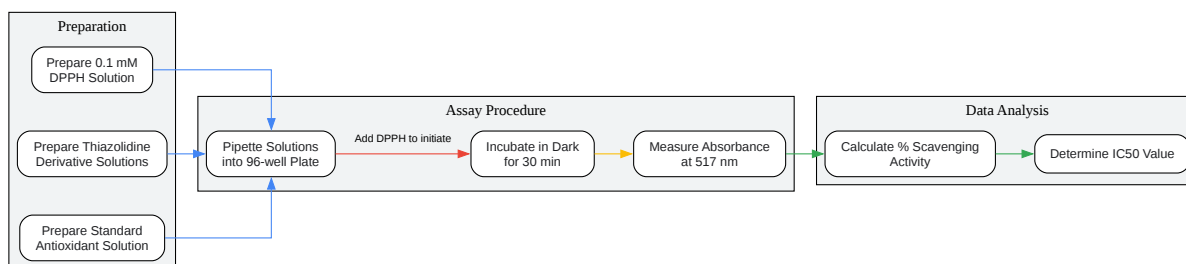 Preparation
Prepare 0.1 mM
DPPH Solution
Prepare Thiazolidine
Derivative Solutions
Prepare Standard
Antioxidant Solution
Assay Procedure
Pipette Solutions
into 96-well Plate
Add DPPH to initiate
Incubate in Dark
for 30 min
Measure Absorbance
at 517 nm
Data Analysis
Calculate % Scavenging
Activity
Determine IC50 Value